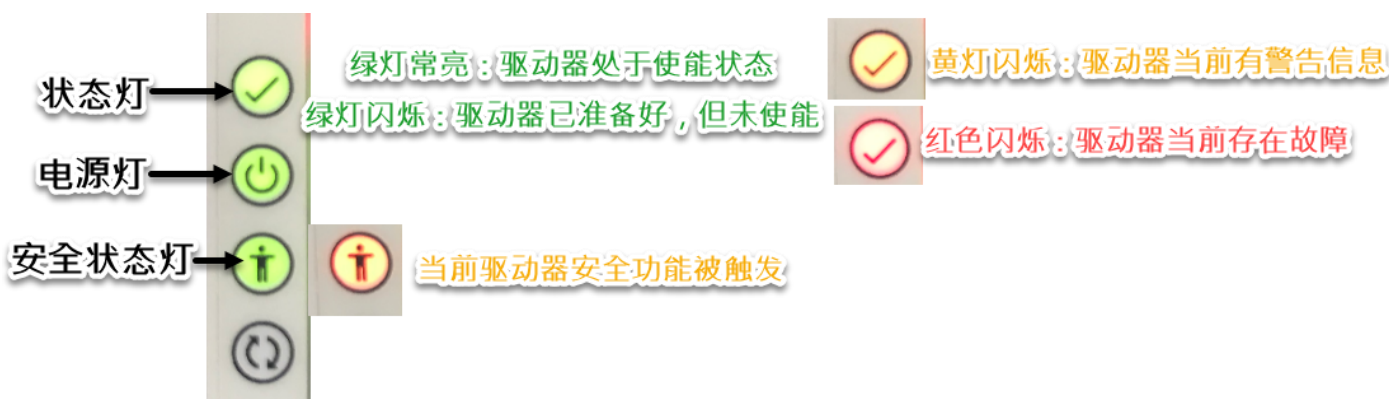 状态灯
绿灯常亮：驱动器处于使能状态
绿灯闪烁：驱动器已准备好，但未使能
黄灯闪烁：驱动器当前有警告信息
红色闪烁：驱动器当前存在故障
电源灯
安全状态灯
当前驱动器安全功能被触发